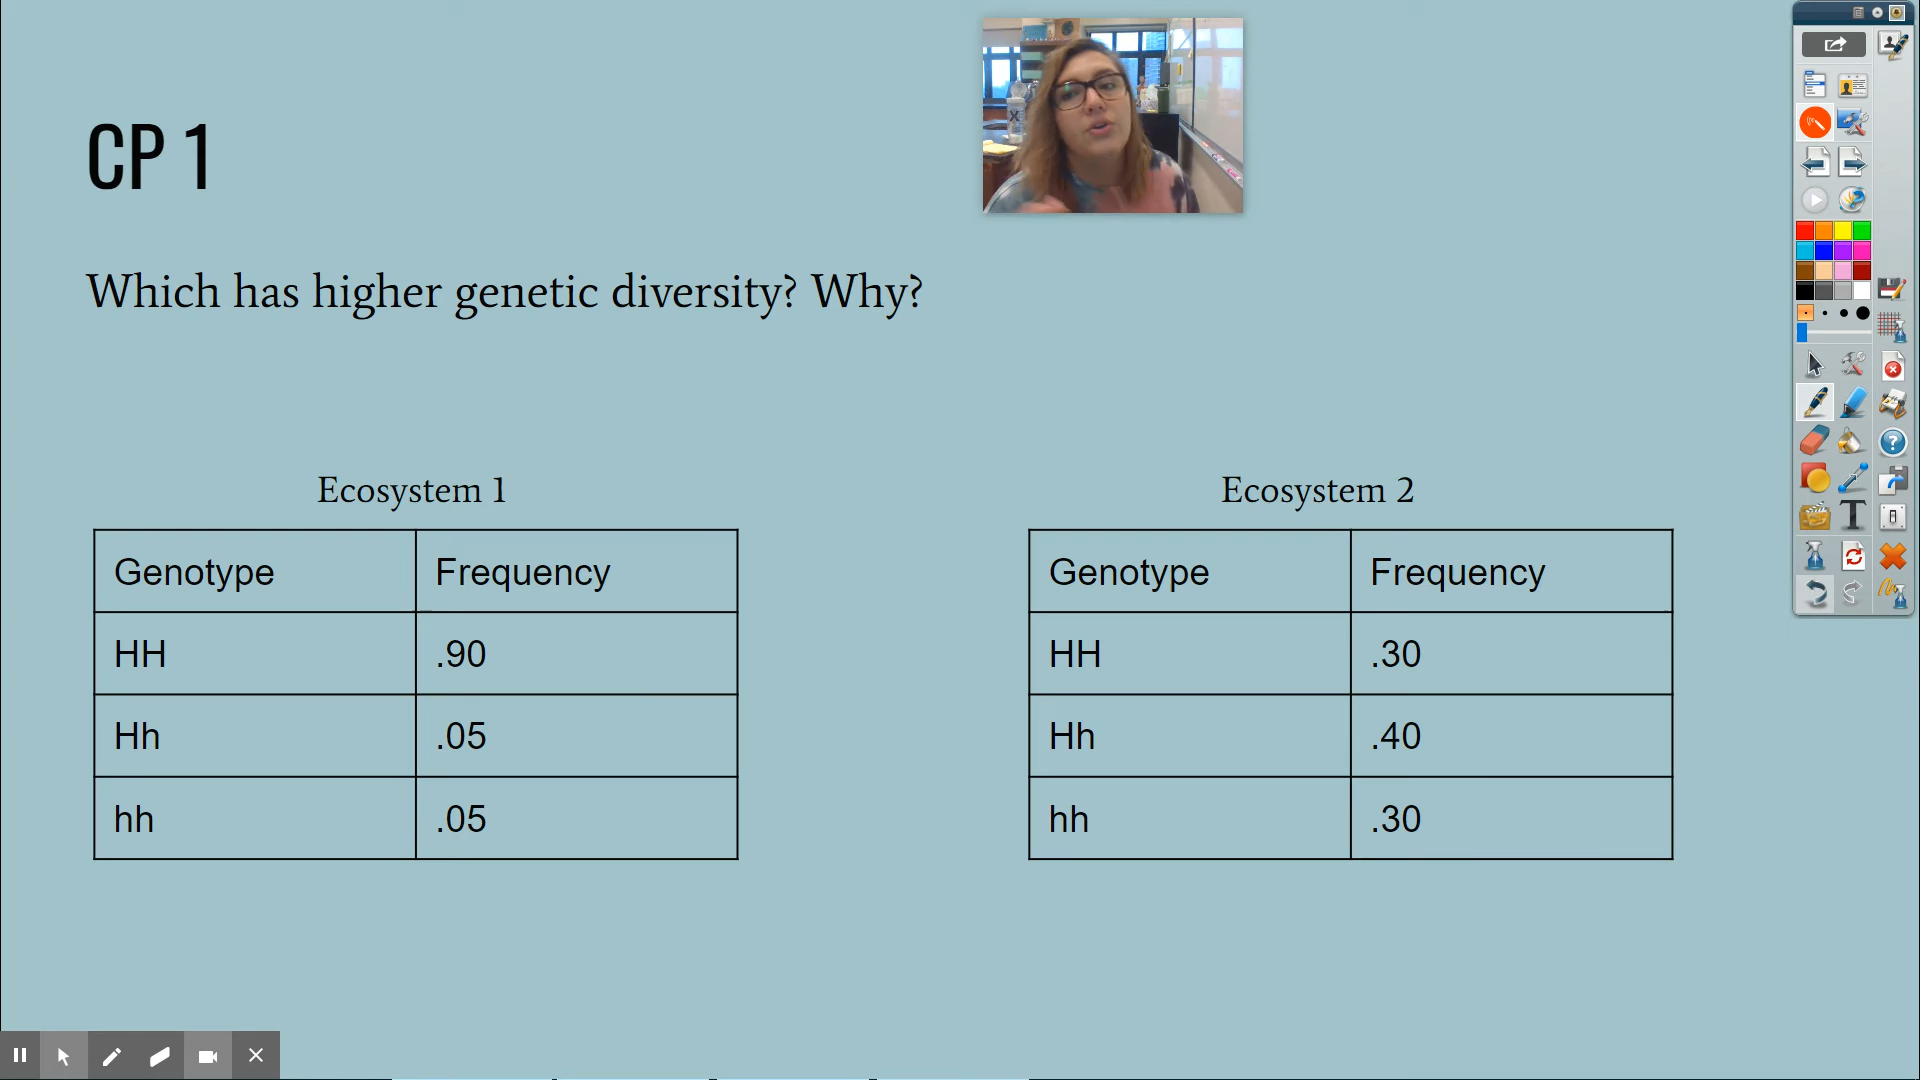 CP 1
Which has higher genetic diversity? Why?
Ecosystem 1
Genotype Frequency
HH .90
Hh .05
hh .05
Ecosystem 2
Genotype Frequency
HH .30
Hh .40
hh .30
T